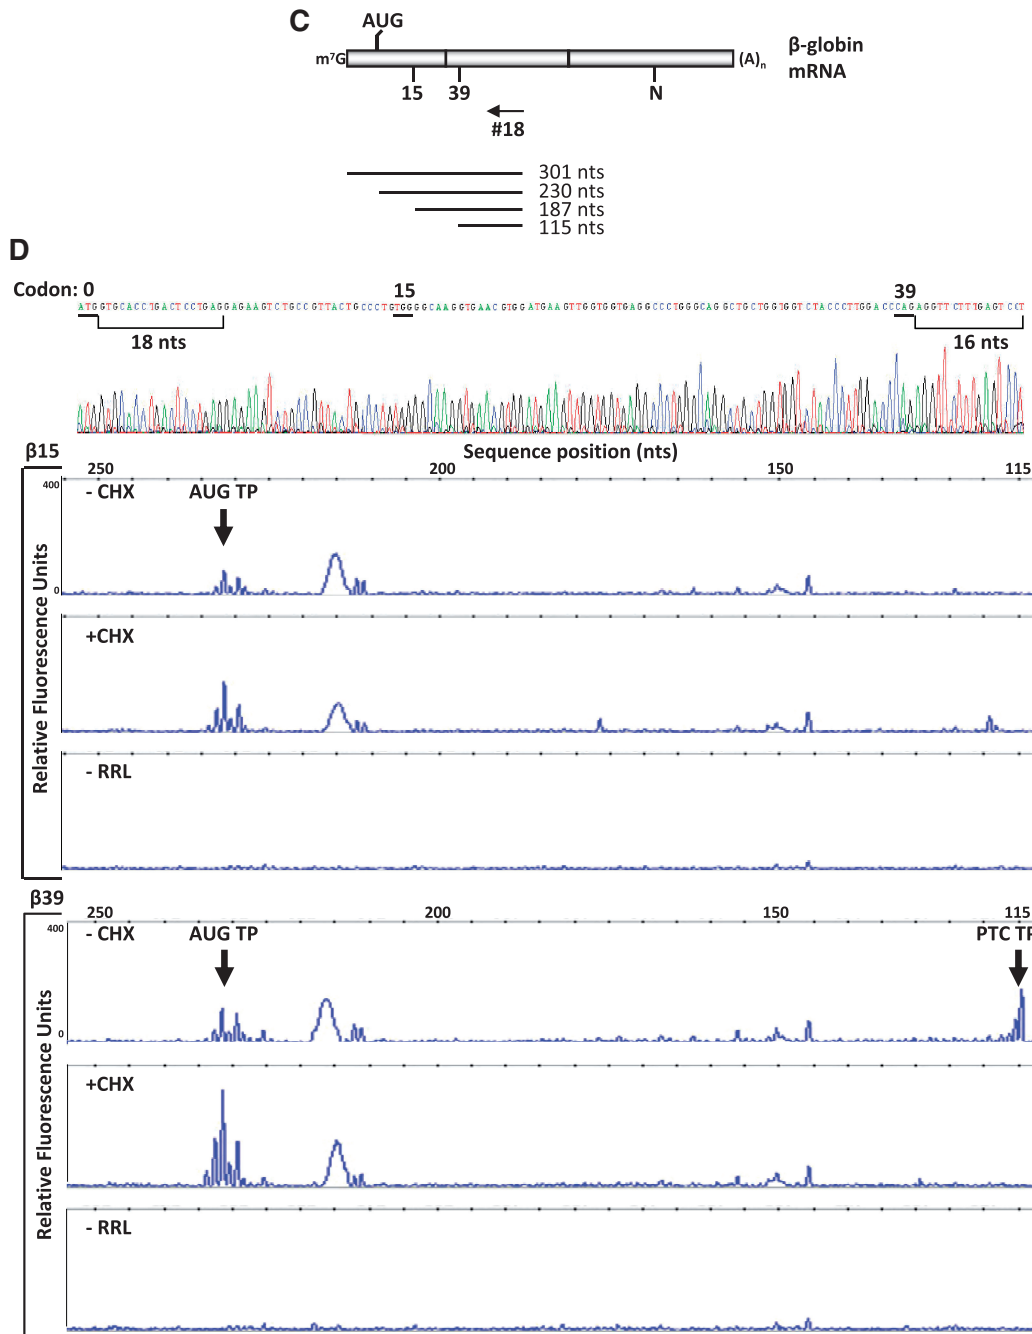 C
AUG
m⁷G (A)n β-globin
mRNA
15 39 N
#18
301 nts
230 nts
187 nts
115 nts
D
Codon: 0 15 39
ATGGTGCACCTGACTCCTGAGGAGAAGTCTGCCGTTACTGCCCTGTGGGGCAAGGTGAACGTGGATGAAGTTGGTGGTGAGGCCCTGGGCAGGCTGCTGGTGGTCTACCCTTGGACCCAGAGGTTCTTTGAGTCCT
18 nts 16 nts
Sequence position (nts)
β15
250 200 150 115
400
- CHX AUG TP
0
+CHX
- RRL
Relative Fluorescence Units
β39
250 200 150 115
400
- CHX AUG TP PTC TP
0
+CHX
- RRL
Relative Fluorescence Units